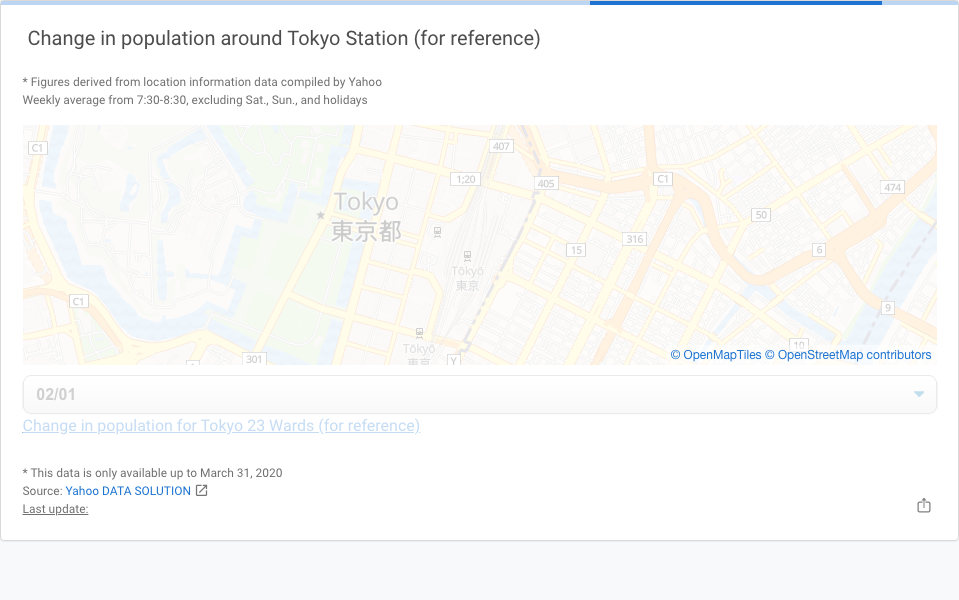 Change in population around Tokyo Station (for reference)
* Figures derived from location information data compiled by Yahoo
Weekly average from 7:30-8:30, excluding Sat., Sun., and holidays
C1
407
1;20
405
C1
474
Tokyo
東京都
50
316
15
6
Tōkyō
東京
C1
9
10
301
Tōkyō
東京
Y
© OpenMapTiles © OpenStreetMap contributors
02/01
Change in population for Tokyo 23 Wards (for reference)
* This data is only available up to March 31, 2020
Source: Yahoo DATA SOLUTION
Last update: